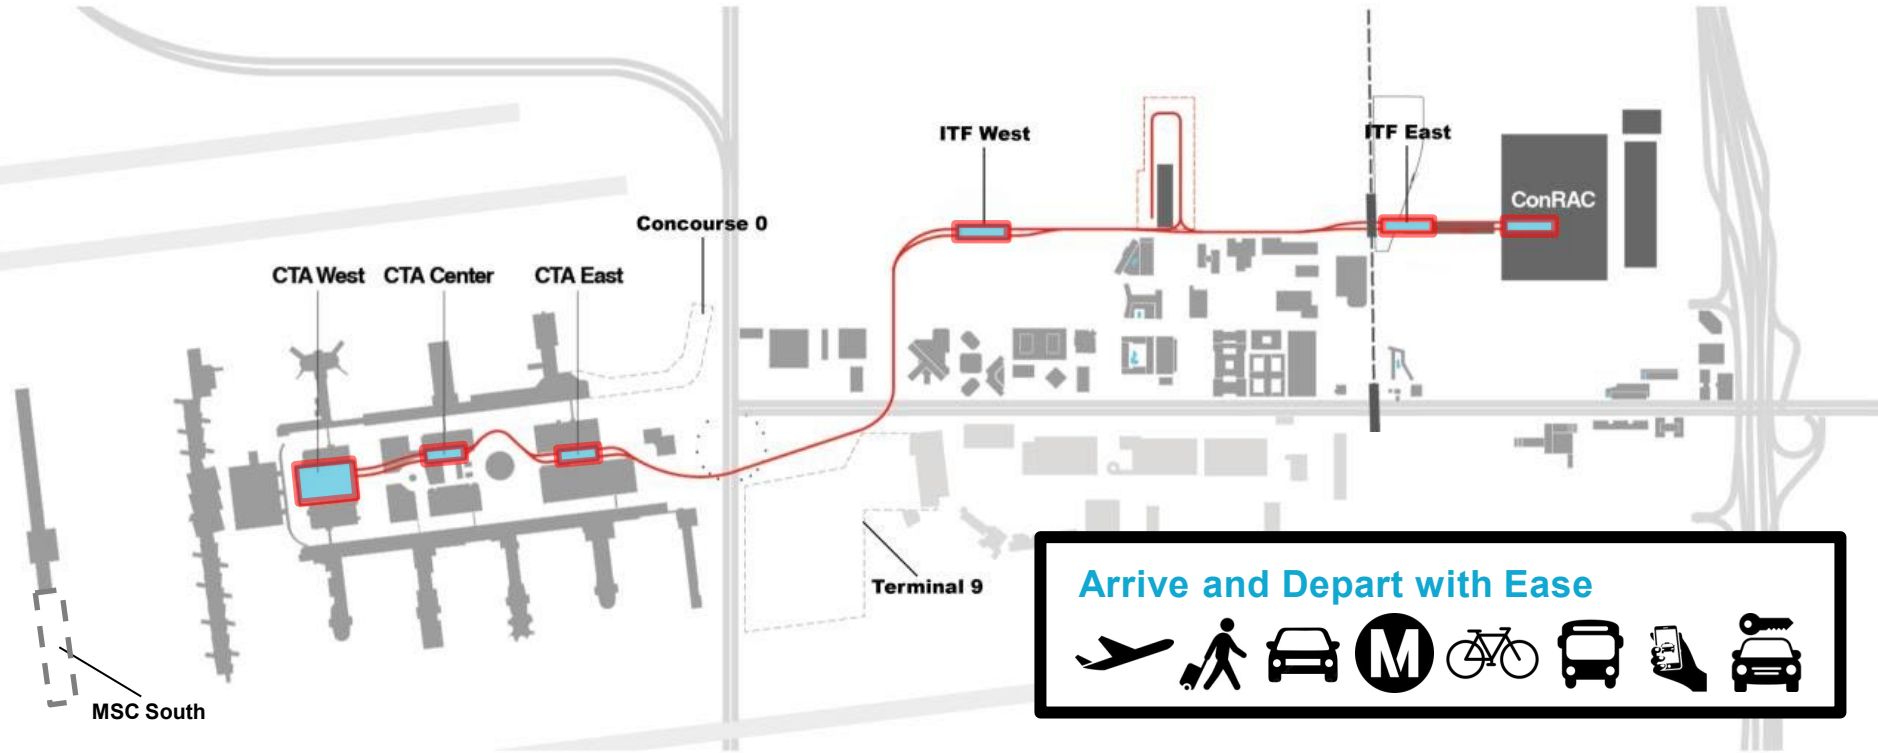 ITF West
ITF East
ConRAC
Concourse 0
CTA West
CTA Center
CTA East
Terminal 9
MSC South
Arrive and Depart with Ease
M